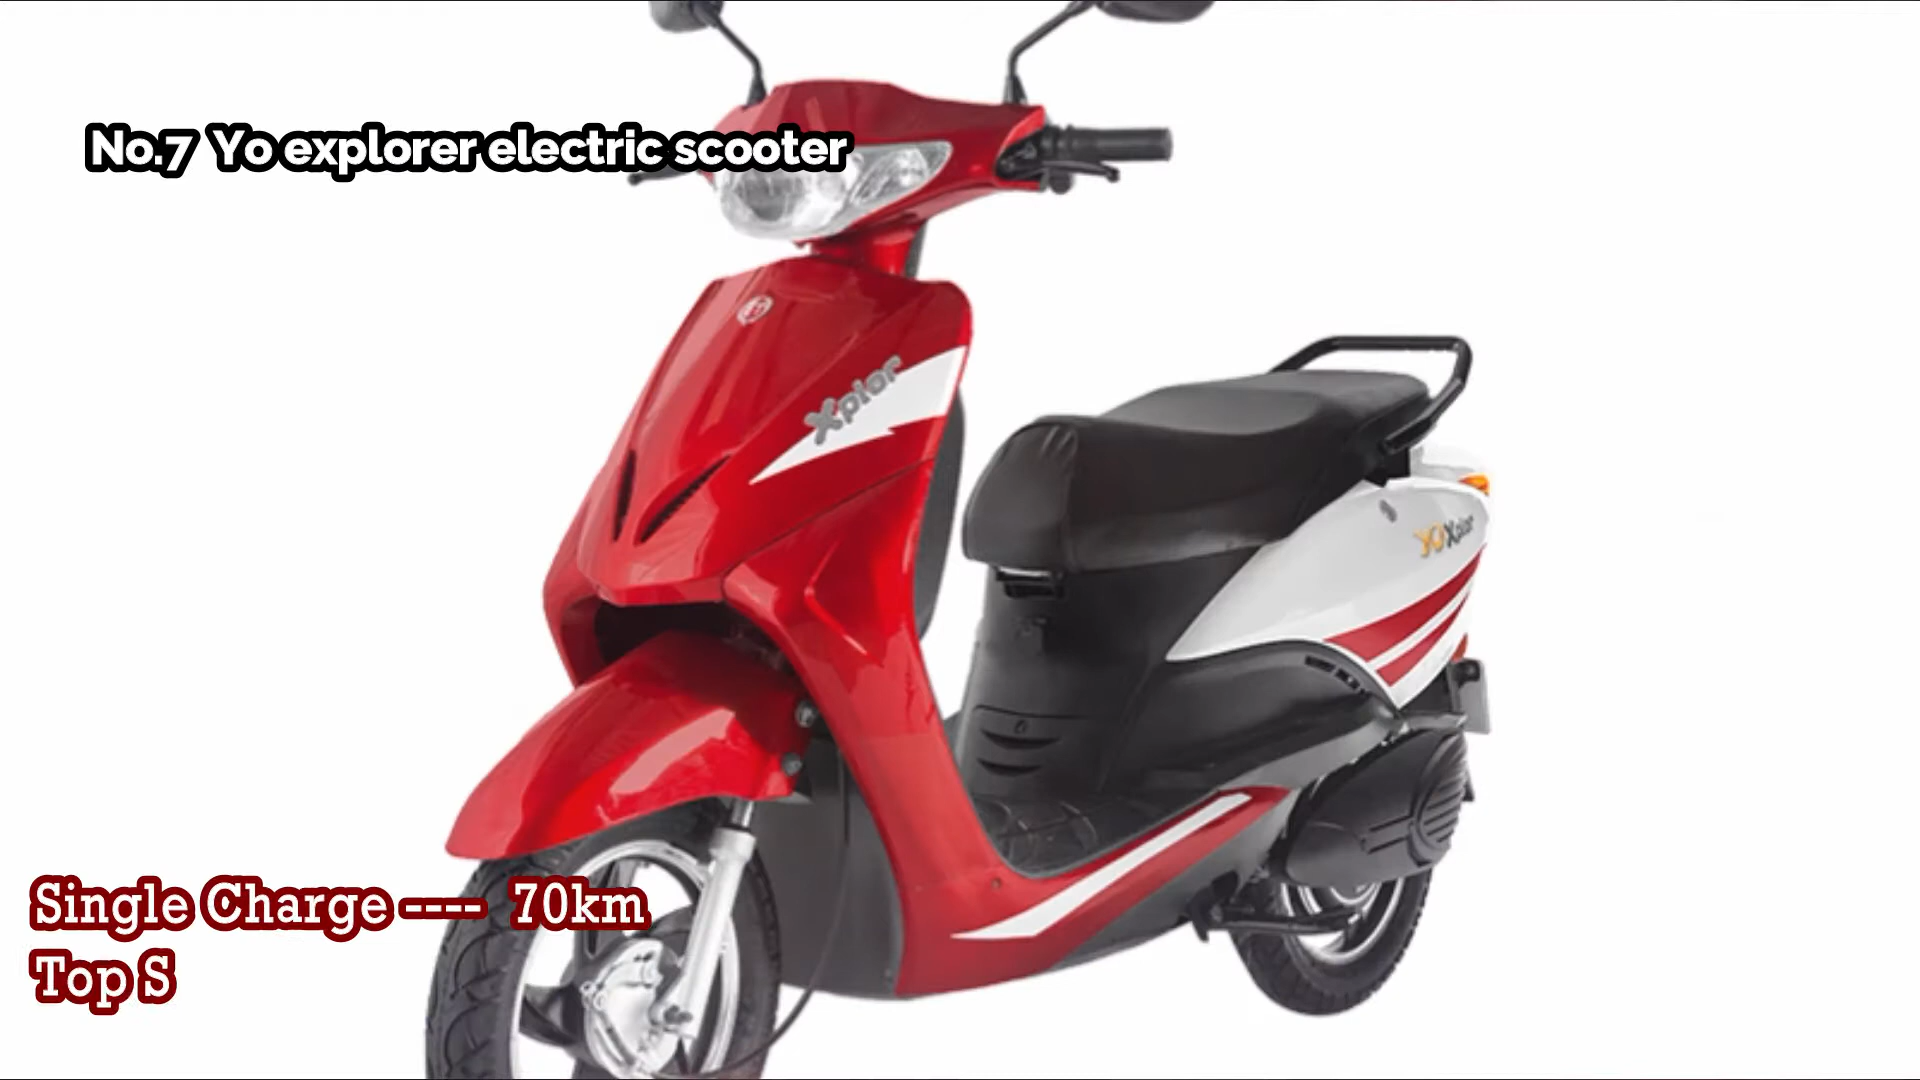 No.7 Yo explorer electric scooter
Xplor
YO Xplor
Single Charge ---- 70km
Top S